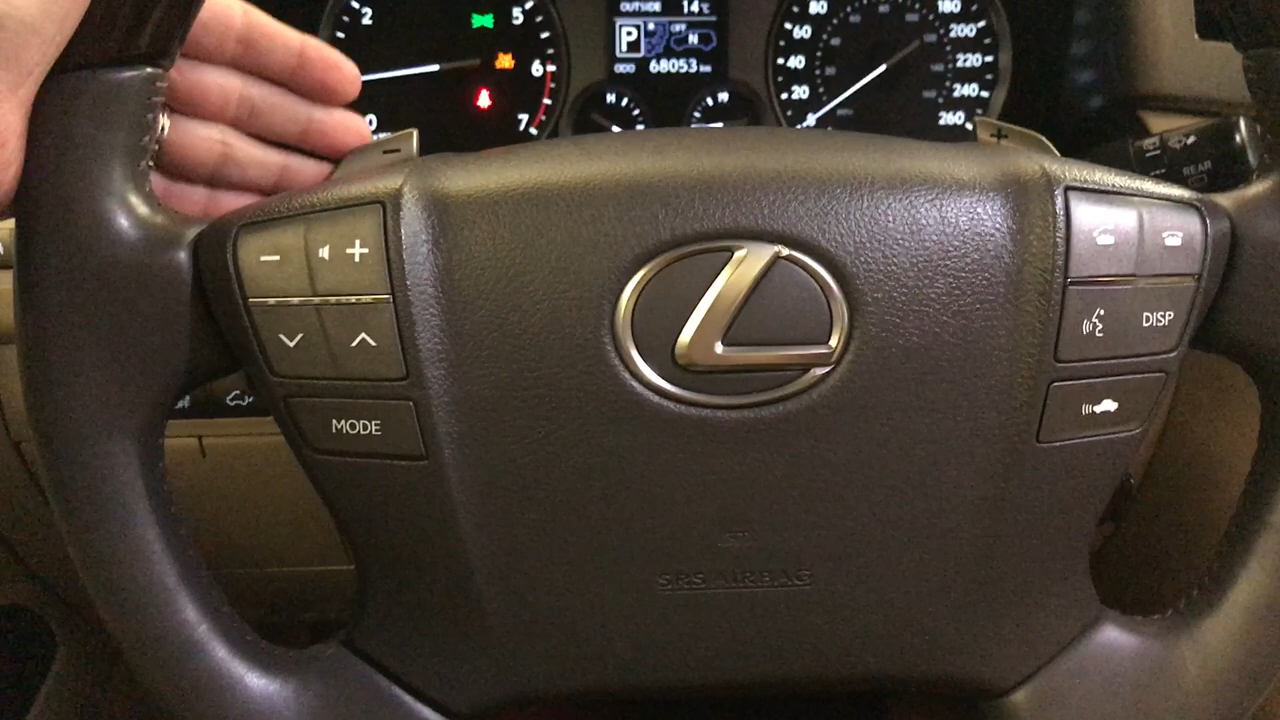 2
5
6
0
7
OUTSIDE 14℃
P
OFF
N
ODO 68053 km
H
80
60
40
20
180
200
220
240
260
-
+
REAR
- +
MODE
DISP
SRS AIRBAG